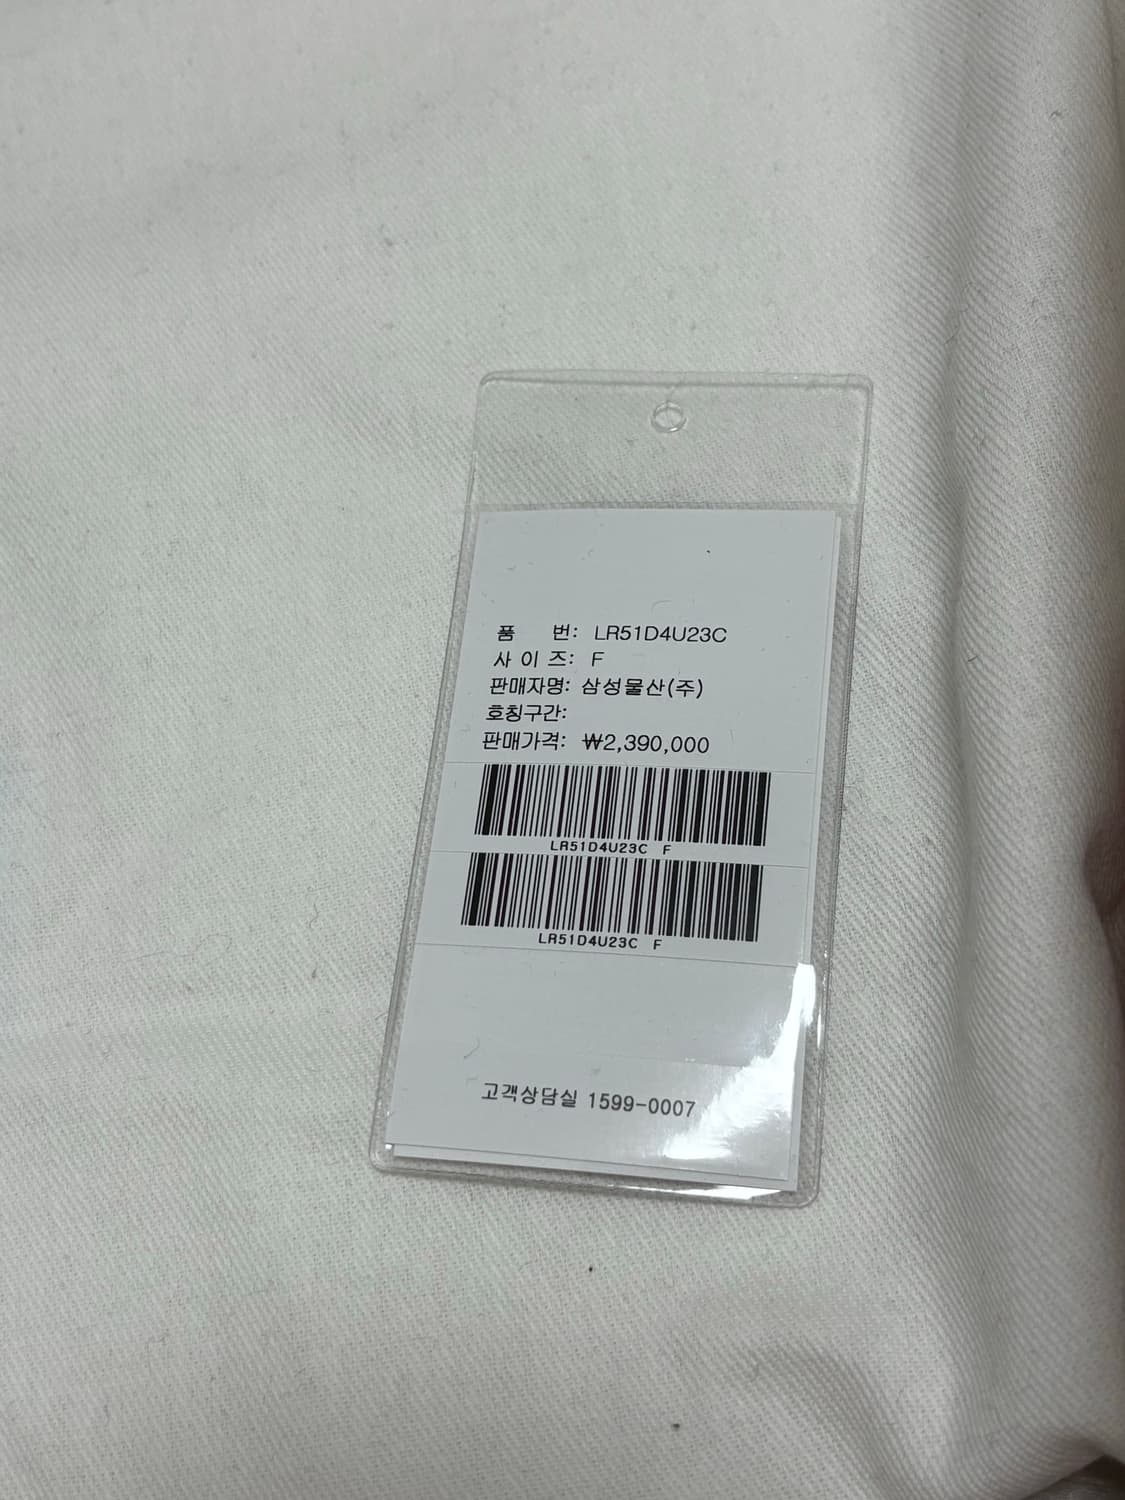 품 번: LR51D4U23C
사 이 즈: F
판매자명: 삼성물산(주)
호칭구간:
판매가격: ₩2,390,000
LR51D4U23C F
LR51D4U23C F
고객상담실 1599-0007